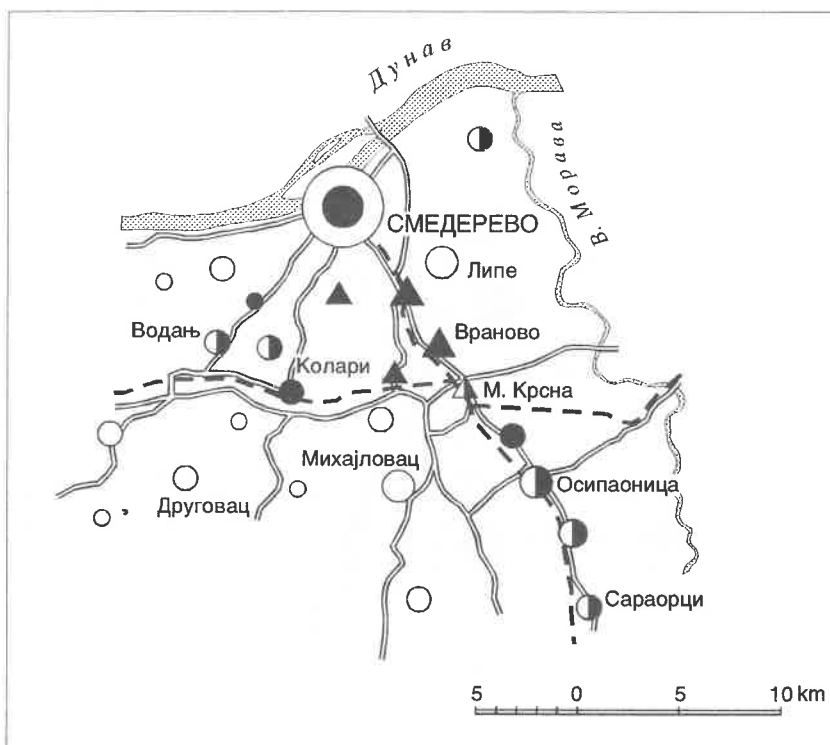 Дунав
В. Морава
СМЕДЕРЕВО
Липе
Водањ
Враново
Колари
М. Крсна
Михајловац
Друговац
Осипаоница
Сараорци
5 0 5 10 km